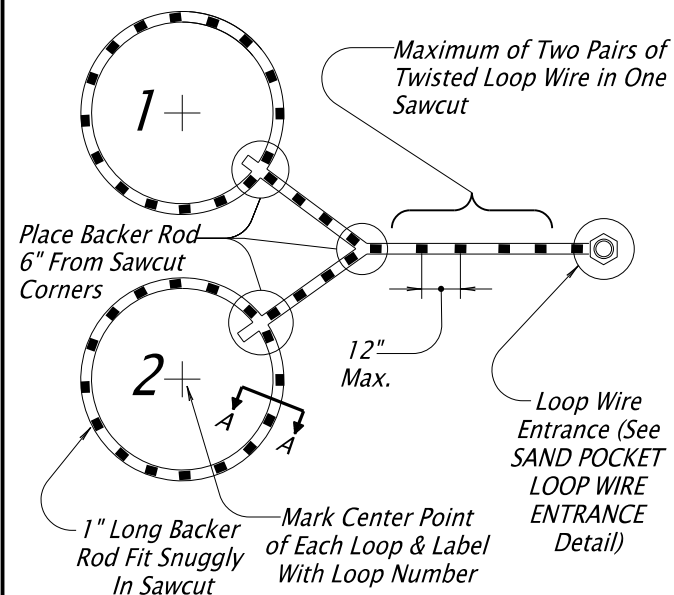 Maximum of Two Pairs of
Twisted Loop Wire in One
Sawcut
1
Place Backer Rod
6" From Sawcut
Corners
12"
Max.
2
A
A
Loop Wire
Entrance (See
SAND POCKET
LOOP WIRE
ENTRANCE
Detail)
1" Long Backer
Rod Fit Snuggly
In Sawcut
Mark Center Point
of Each Loop & Label
With Loop Number